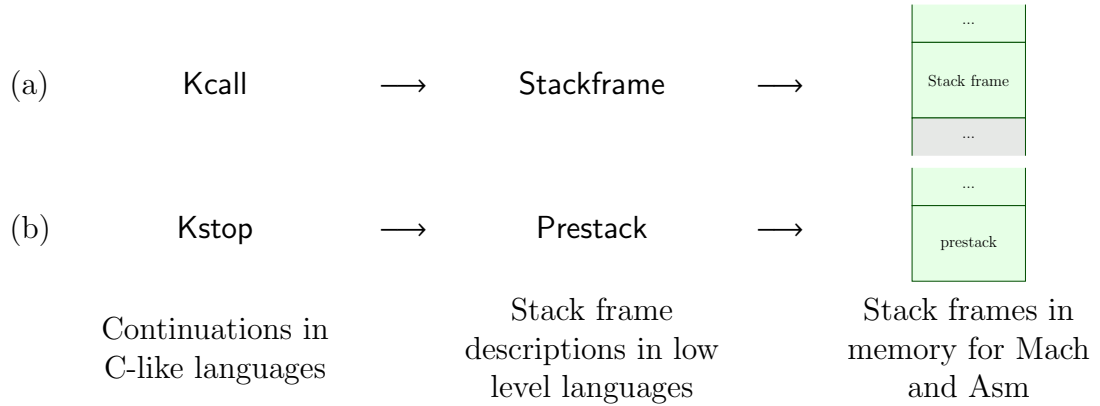 ...
(a) Kcall → Stackframe → Stack frame
...
...
(b) Kstop → Prestack → prestack
Continuations in
C-like languages
Stack frame
descriptions in low
level languages
Stack frames in
memory for Mach
and Asm